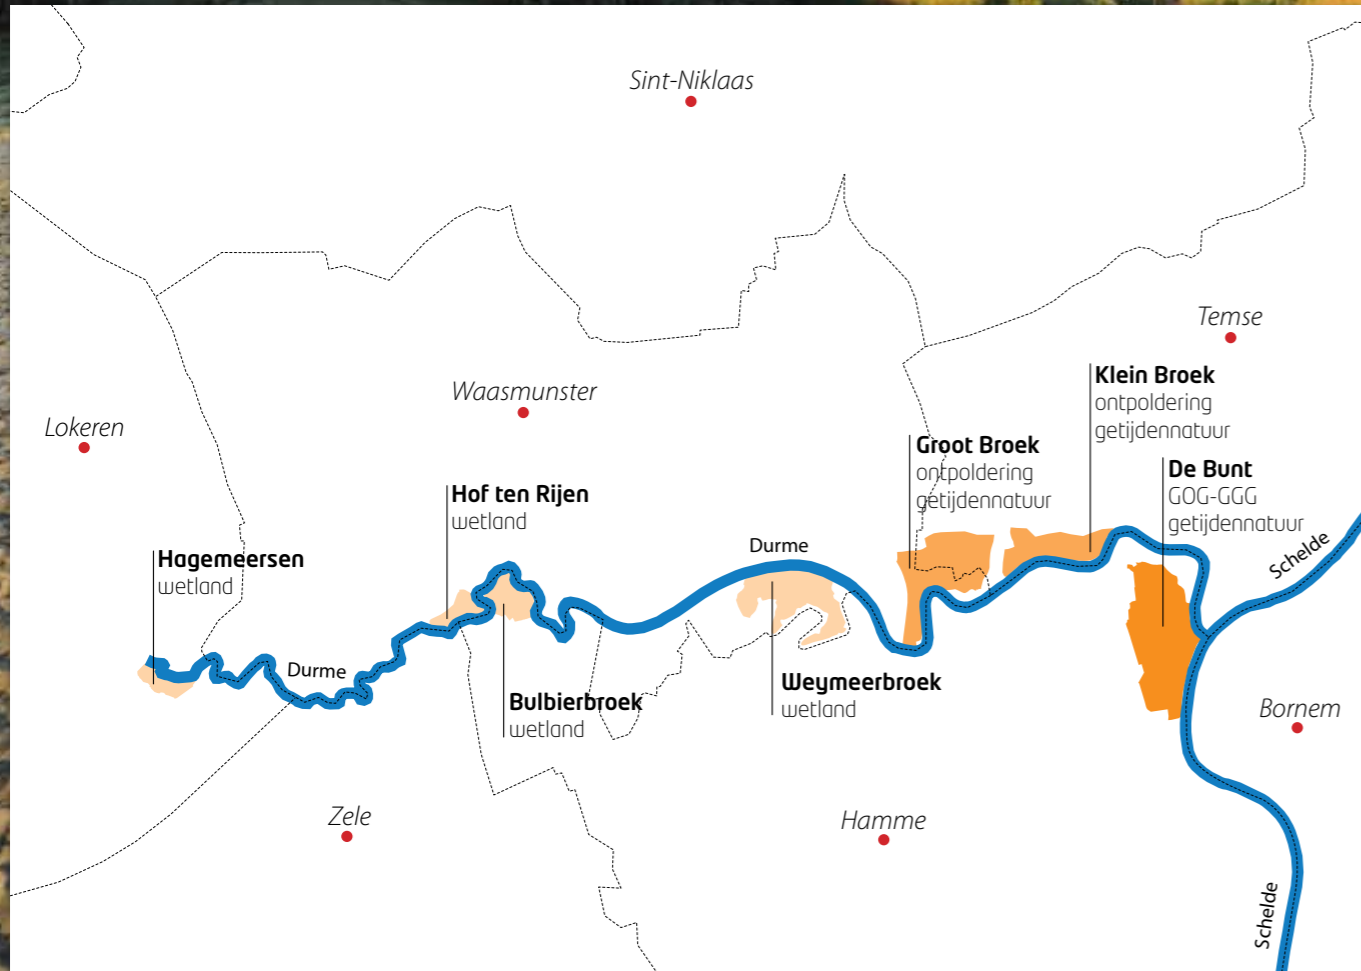 Sint-Niklaas
Temse
Klein Broek
ontpoldering
getijdennatuur
Waasmunster
Lokeren
Groot Broek
ontpoldering
getijdennatuur
De Bunt
GOG-GGG
getijdennatuur
Hof ten Rijen
wetland
Hagemeersen
wetland
Durme
Schelde
Durme
Weymeerbroek
wetland
Bulbierbroek
wetland
Bornem
Zele
Hamme
Schelde